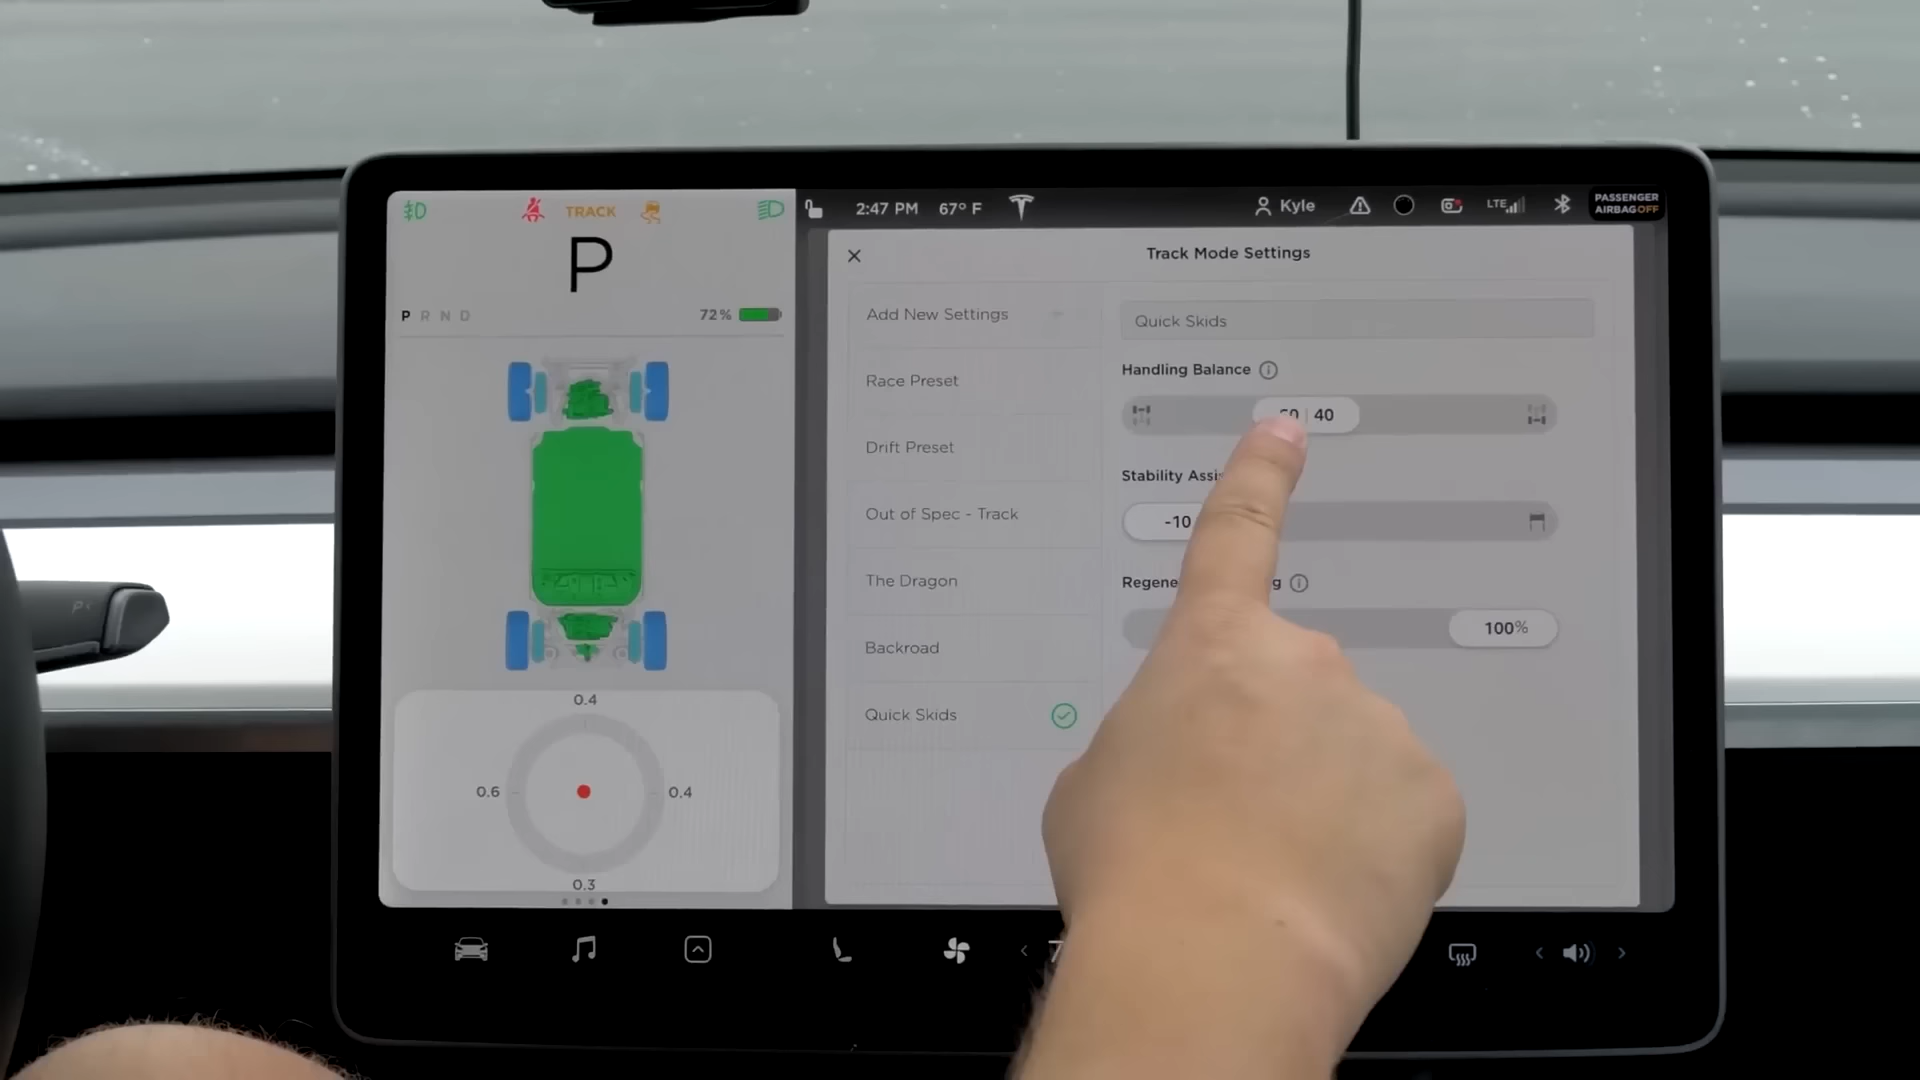 TRACK
P
P R N D
72%
0.4
0.6
0.4
0.3
2:47 PM 67° F
Kyle
LTE
PASSENGER
AIRBAG OFF
Track Mode Settings
Add New Settings
Race Preset
Drift Preset
Out of Spec - Track
The Dragon
Backroad
Quick Skids
Quick Skids
Handling Balance
60 | 40
Stability
-10
100%
P